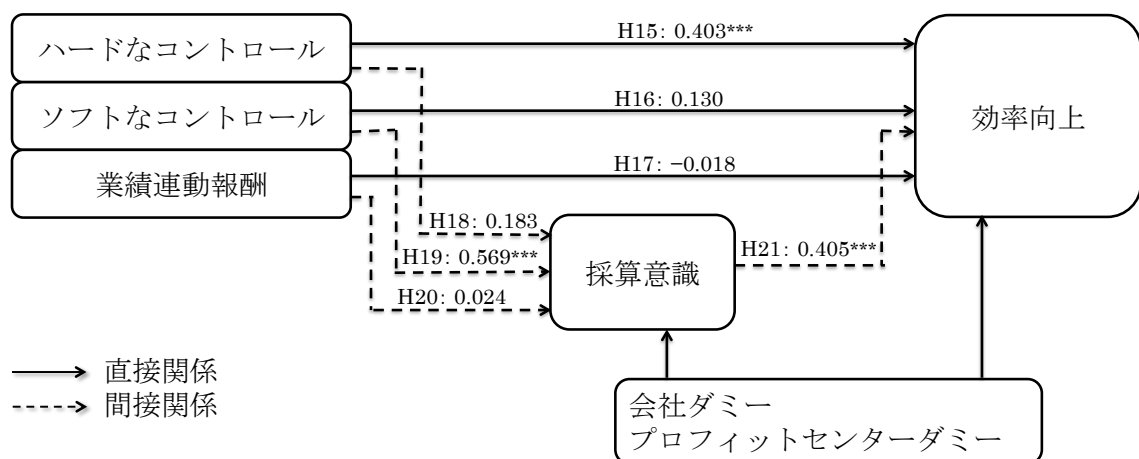 ハードなコントロール
ソフトなコントロール
業績連動報酬
H15: 0.403***
H16: 0.130
H17: −0.018
効率向上
H18: 0.183
H19: 0.569***
H20: 0.024
採算意識
H21: 0.405***
直接関係
間接関係
会社ダミー
プロフィットセンターダミー